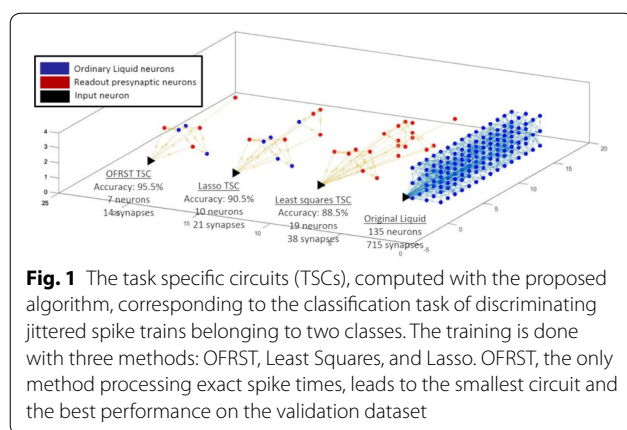 Ordinary Liquid neurons
Readout presynaptic neurons
Input neuron
4
3
2
1
0
25
20
15
10
5
0
-5
0
5
10
15
20
OFRST TSC
Accuracy: 95.5%
7 neurons
14 synapses
Lasso TSC
Accuracy: 90.5%
10 neurons
21 synapses
Least squares TSC
Accuracy: 88.5%
19 neurons
38 synapses
Original Liquid
135 neurons
715 synapses
Fig. 1 The task specific circuits (TSCs), computed with the proposed
algorithm, corresponding to the classification task of discriminating
jittered spike trains belonging to two classes. The training is done
with three methods: OFRST, Least Squares, and Lasso. OFRST, the only
method processing exact spike times, leads to the smallest circuit and
the best performance on the validation dataset